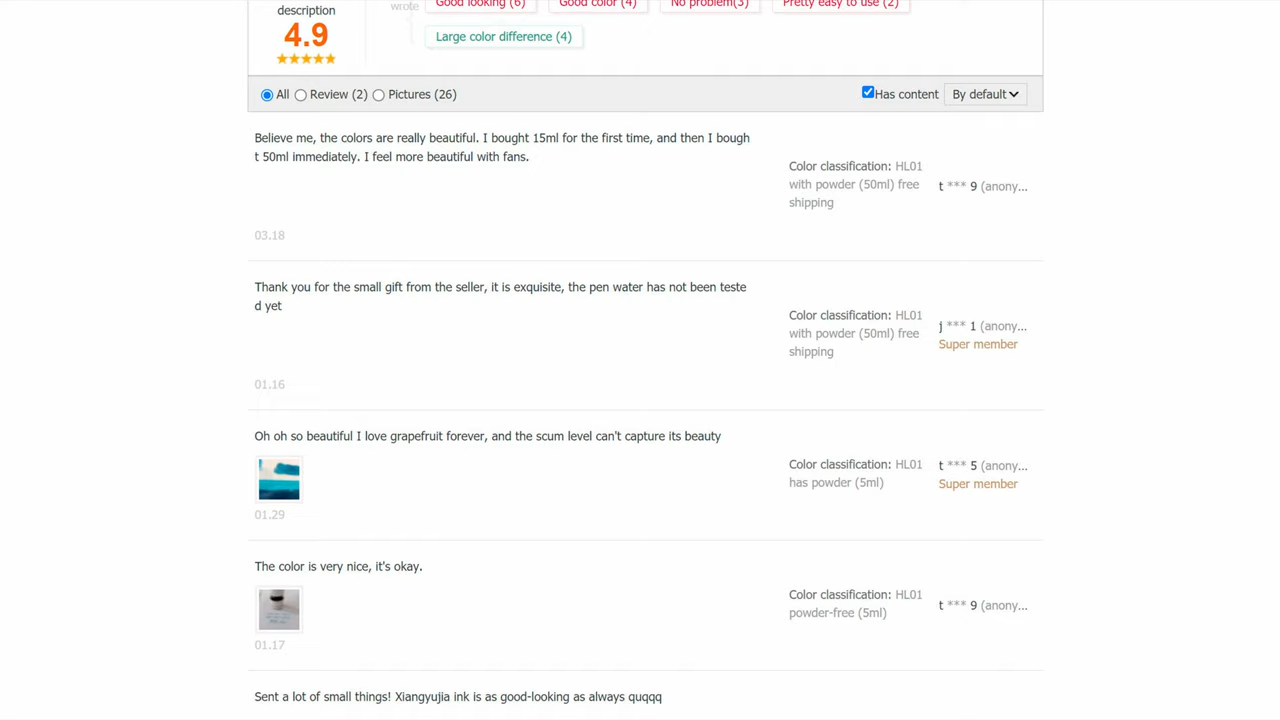 description
wrote
Good looking (6)
Good color (4)
No problem(3)
Pretty easy to use (2)
4.9
Large color difference (4)
All
Review (2)
Pictures (26)
Has content
By default
Believe me, the colors are really beautiful. I bought 15ml for the first time, and then I bough
t 50ml immediately. I feel more beautiful with fans.
Color classification: HL01
with powder (50ml) free
shipping
t *** 9 (anony...
03.18
Thank you for the small gift from the seller, it is exquisite, the pen water has not been teste
d yet
Color classification: HL01
with powder (50ml) free
shipping
j *** 1 (anony...
Super member
01.16
Oh oh so beautiful I love grapefruit forever, and the scum level can't capture its beauty
Color classification: HL01
has powder (5ml)
t *** 5 (anony...
Super member
01.29
The color is very nice, it's okay.
Color classification: HL01
powder-free (5ml)
t *** 9 (anony...
01.17
Sent a lot of small things! Xiangyujia ink is as good-looking as always quqqq